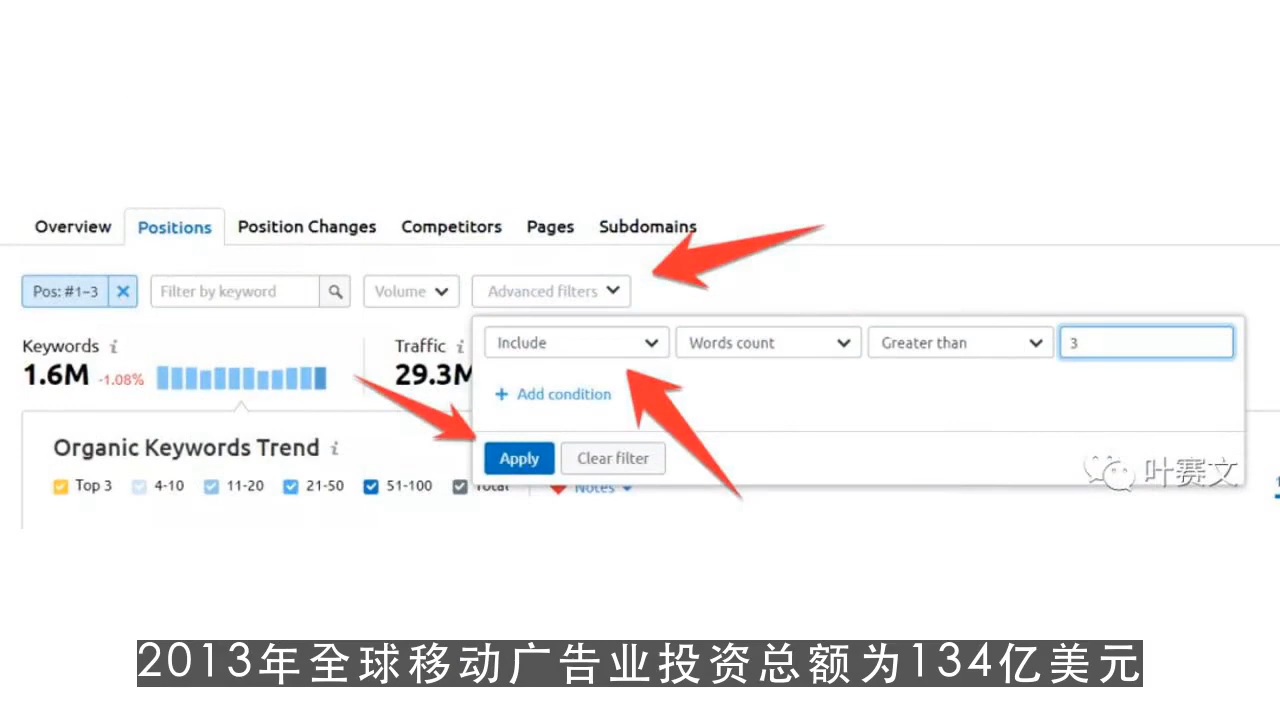 Overview Positions Position Changes Competitors Pages Subdomains
Pos: #1-3 Filter by keyword Volume Advanced filters
Keywords i Traffic i Include Words count Greater than 3
1.6M -1.08% 29.3M
+ Add condition
Organic Keywords Trend i Apply Clear filter
叶赛文
Top 3 4-10 11-20 21-50 51-100 Total Notes
2013年全球移动广告业投资总额为134亿美元